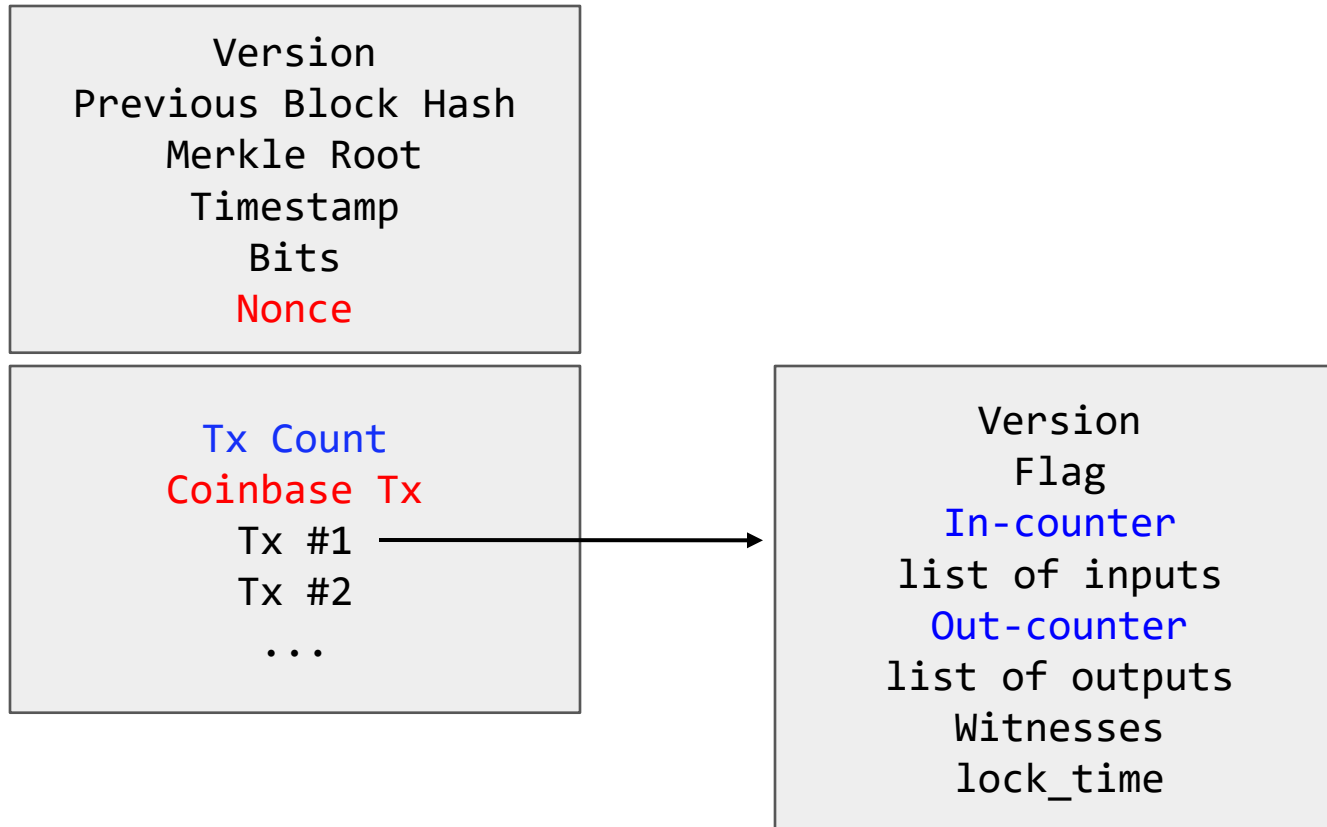 Version
Previous Block Hash
Merkle Root
Timestamp
Bits
Nonce
Tx Count
Coinbase Tx
Tx #1
Tx #2
...
Version
Flag
In-counter
list of inputs
Out-counter
list of outputs
Witnesses
lock_time